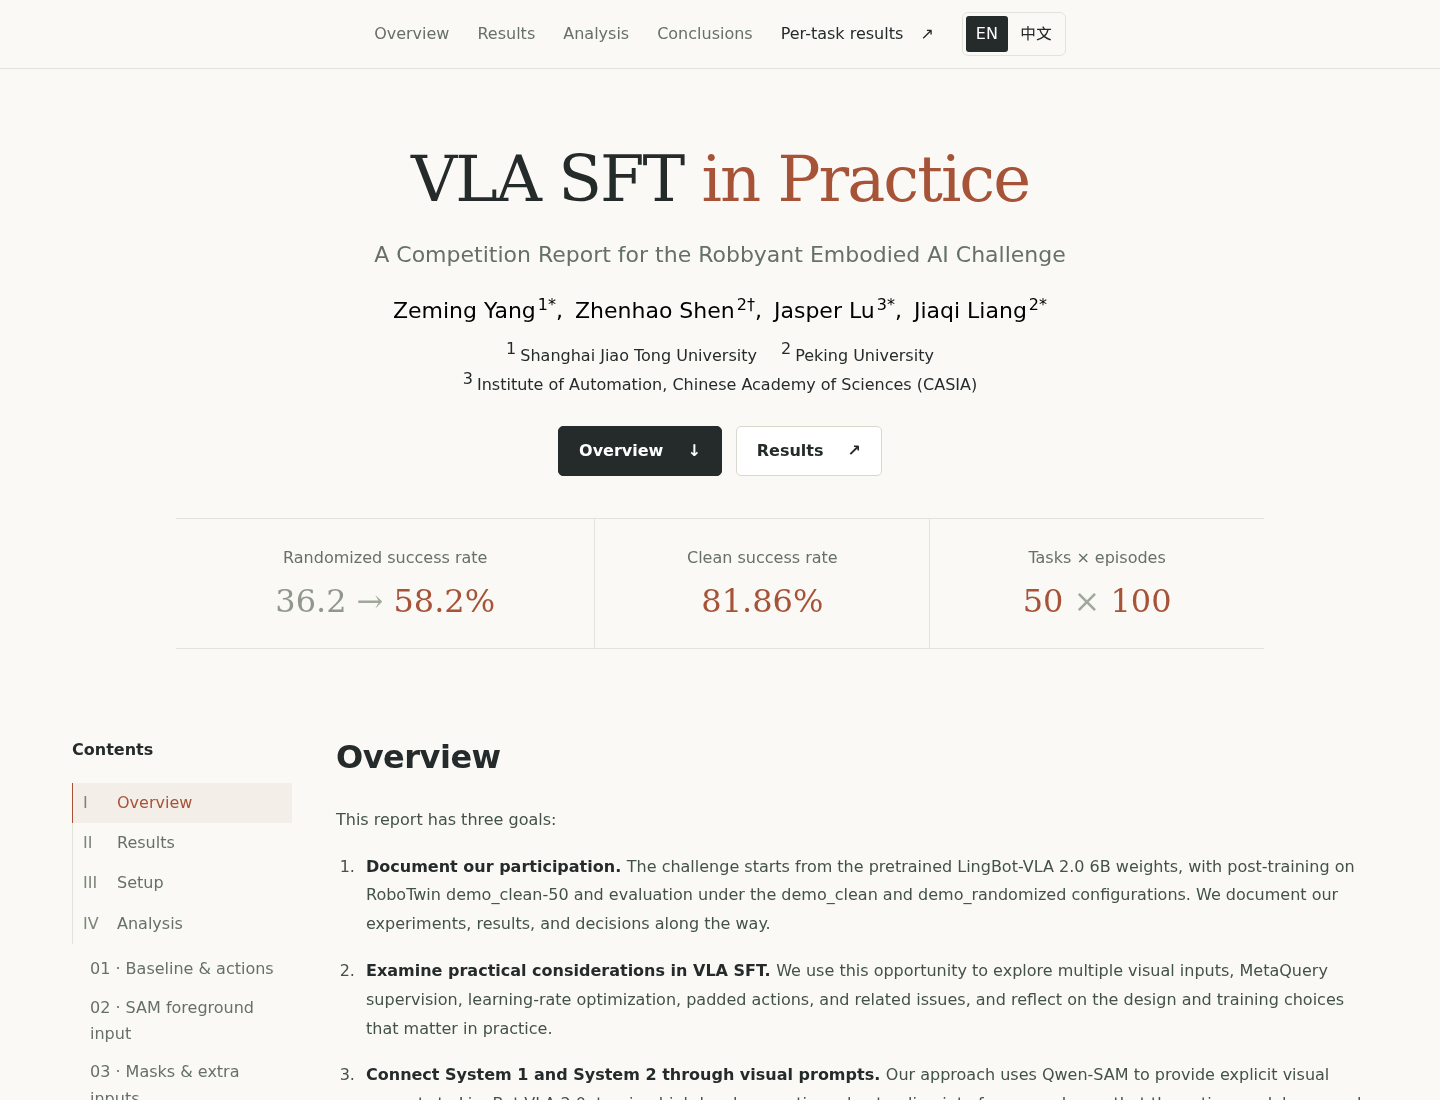 Overview Results Analysis Conclusions Per-task results ↗ EN 中文
VLA SFT in Practice
A Competition Report for the Robbyant Embodied AI Challenge
Zeming Yang1*, Zhenhao Shen2†, Jasper Lu3*, Jiaqi Liang2*
1 Shanghai Jiao Tong University 2 Peking University
3 Institute of Automation, Chinese Academy of Sciences (CASIA)
Overview ↓ Results ↗
Randomized success rate Clean success rate Tasks × episodes
36.2 → 58.2% 81.86% 50 × 100
Contents
I Overview
II Results
III Setup
IV Analysis
01 · Baseline & actions
02 · SAM foreground
input
03 · Masks & extra
inputs
Overview
This report has three goals:
1. Document our participation. The challenge starts from the pretrained LingBot-VLA 2.0 6B weights, with post-training on
RoboTwin demo_clean-50 and evaluation under the demo_clean and demo_randomized configurations. We document our
experiments, results, and decisions along the way.
2. Examine practical considerations in VLA SFT. We use this opportunity to explore multiple visual inputs, MetaQuery
supervision, learning-rate optimization, padded actions, and related issues, and reflect on the design and training choices
that matter in practice.
3. Connect System 1 and System 2 through visual prompts. Our approach uses Qwen-SAM to provide explicit visual